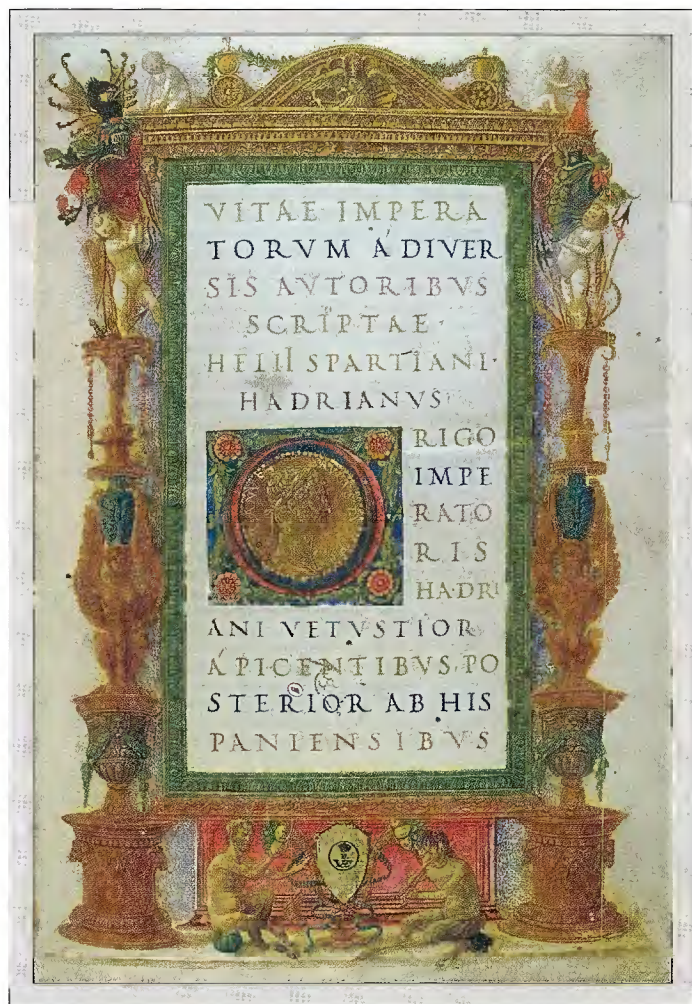 VITAE IMPERA
TORVM A DIVER
SIS AVTORIBVS
SCRIPTAE·
HELII SPARTIANI·
HADRIANVS
RIGO
IMPE
RATO
RIS
HADRI
ANI VETVSTIOR
A PICENTIBVS PO
STERIOR AB HIS
PANIENSIBVS